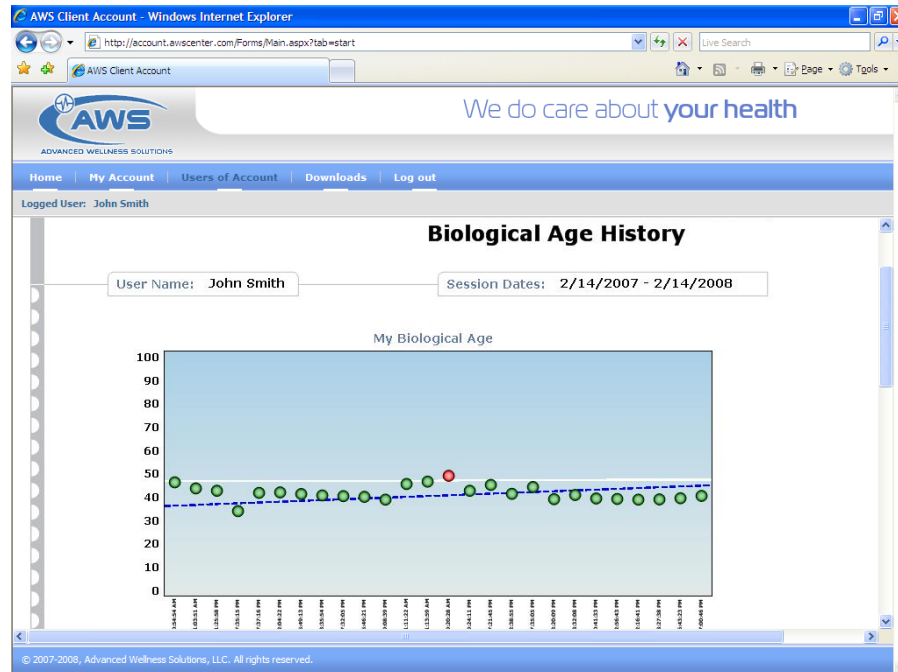 AWS Client Account - Windows Internet Explorer
http://account.awscenter.com/Forms/Main.aspx?tab=start
Live Search
AWS Client Account
Page
Tools
AWS
ADVANCED WELLNESS SOLUTIONS
We do care about your health
Home My Account Users of Account Downloads Log out
Logged User: John Smith
Biological Age History
User Name: John Smith Session Dates: 2/14/2007 - 2/14/2008
My Biological Age
100
90
80
70
60
50
40
30
20
10
0
© 2007-2008, Advanced Wellness Solutions, LLC. All rights reserved.